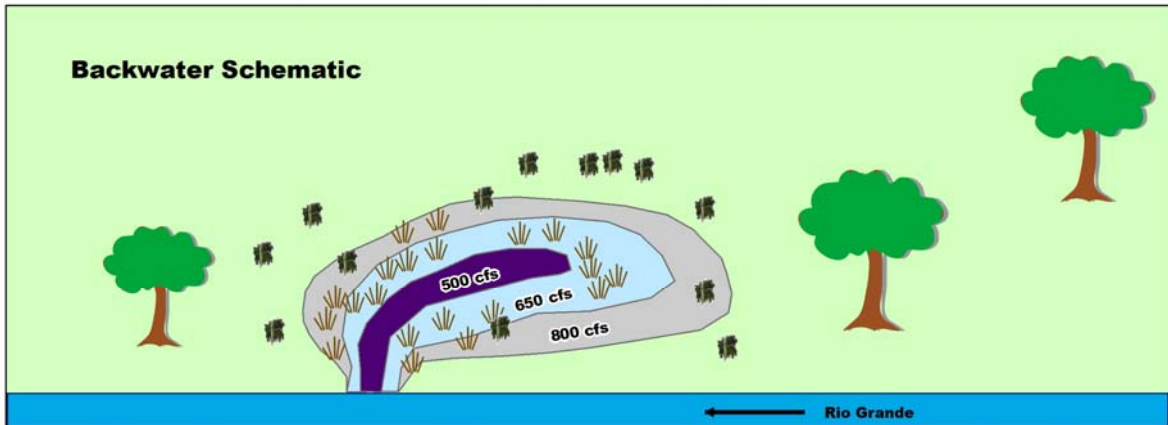 Backwater Schematic
500 cfs
650 cfs
800 cfs
Rio Grande